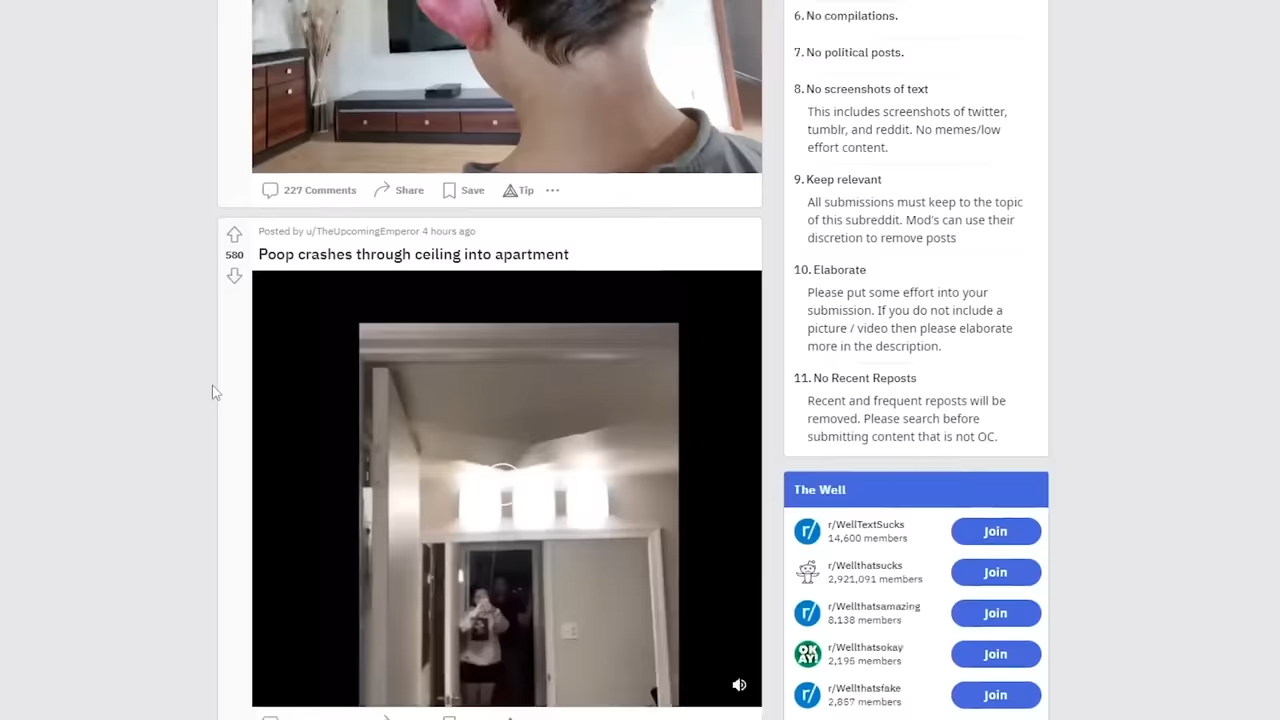 227 Comments Share Save Tip
Posted by u/TheUpcomingEmperor 4 hours ago
580
Poop crashes through ceiling into apartment
6. No compilations.
7. No political posts.
8. No screenshots of text
This includes screenshots of twitter,
tumblr, and reddit. No memes/low
effort content.
9. Keep relevant
All submissions must keep to the topic
of this subreddit. Mod's can use their
discretion to remove posts
10. Elaborate
Please put some effort into your
submission. If you do not include a
picture / video then please elaborate
more in the description.
11. No Recent Reposts
Recent and frequent reposts will be
removed. Please search before
submitting content that is not OC.
The Well
r/ r/WellTextSucks
14,600 members
Join
r/Wellthatsucks
2,921,091 members
Join
r/ r/Wellthatsamazing
8,138 members
Join
OK AY! r/Wellthatsokay
2,195 members
Join
r/ r/Wellthatsfake
2,857 members
Join